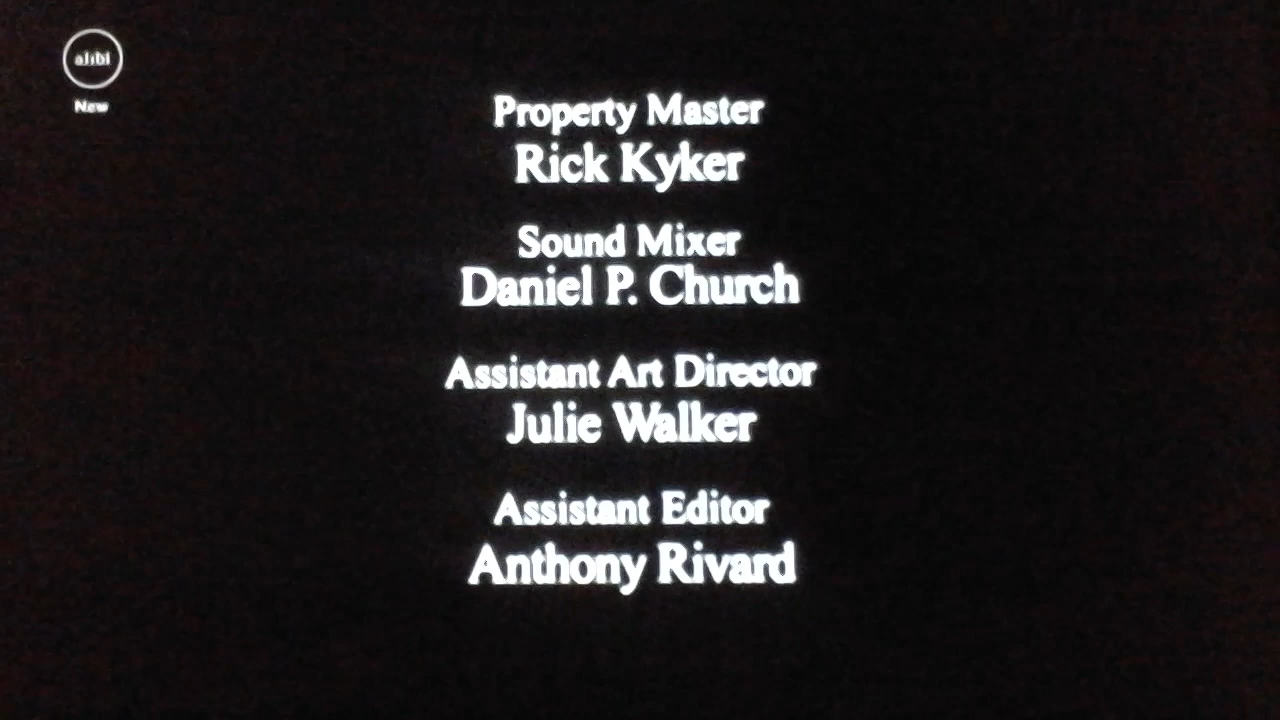 alibi
New
Property Master
Rick Kyker
Sound Mixer
Daniel P. Church
Assistant Art Director
Julie Walker
Assistant Editor
Anthony Rivard